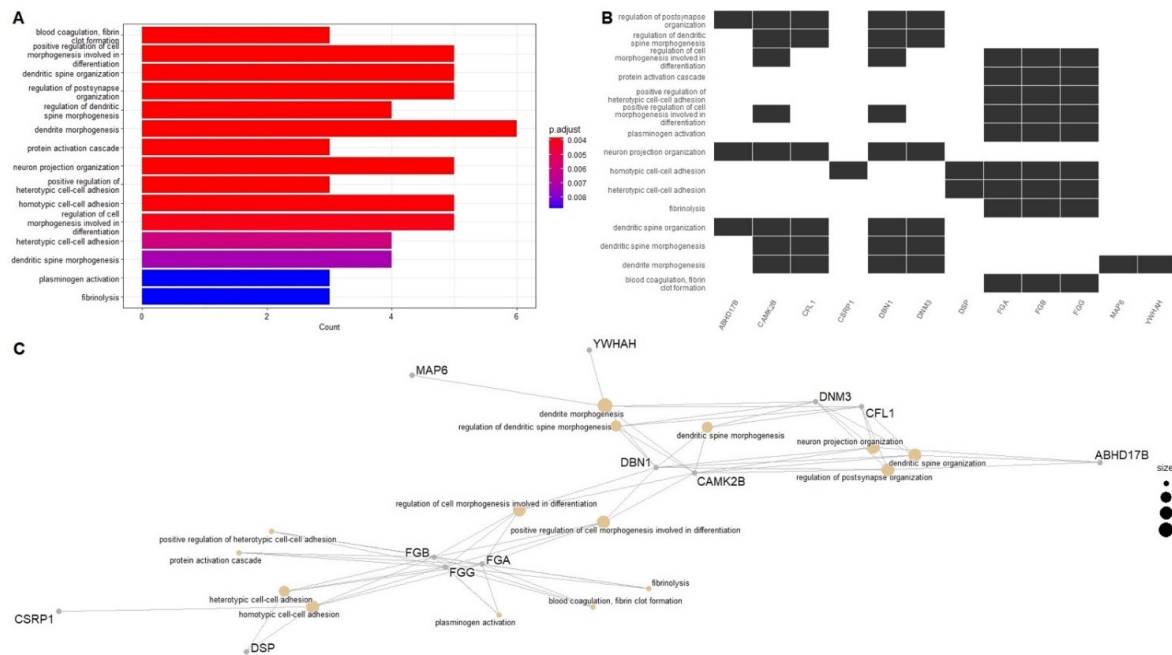 A
blood coagulation, fibrin
clot formation
positive regulation of cell
morphogenesis involved in
differentiation
dendritic spine organization
regulation of postsynapse
organization
regulation of dendritic
spine morphogenesis
dendrite morphogenesis
protein activation cascade
neuron projection organization
positive regulation of
heterotypic cell-cell adhesion
homotypic cell-cell adhesion
regulation of cell
morphogenesis involved in
differentiation
heterotypic cell-cell adhesion
dendritic spine morphogenesis
plasminogen activation
fibrinolysis
0
2
4
6
Count
p.adjust
0.004
0.005
0.006
0.007
0.008
B
regulation of postsynapse
organization
regulation of dendritic
spine morphogenesis
regulation of cell
morphogenesis involved in
differentiation
protein activation cascade
positive regulation of
heterotypic cell-cell adhesion
positive regulation of cell
morphogenesis involved in
differentiation
plasminogen activation
neuron projection organization
homotypic cell-cell adhesion
heterotypic cell-cell adhesion
fibrinolysis
dendritic spine organization
dendritic spine morphogenesis
dendrite morphogenesis
blood coagulation, fibrin
clot formation
ABHD17B
CAMK2B
CFL1
CSRP1
DBN1
DNM3
DSP
FGA
FGB
FGG
MAP6
YWHAH
C
YWHAH
MAP6
DNM3
CFL1
dendrite morphogenesis
regulation of dendritic spine morphogenesis
dendritic spine morphogenesis
neuron projection organization
ABHD17B
DBN1
dendritic spine organization
CAMK2B
regulation of postsynapse organization
size
regulation of cell morphogenesis involved in differentiation
positive regulation of cell morphogenesis involved in differentiation
positive regulation of heterotypic cell-cell adhesion
protein activation cascade
FGB
FGA
FGG
fibrinolysis
heterotypic cell-cell adhesion
blood coagulation, fibrin clot formation
CSRP1
homotypic cell-cell adhesion
plasminogen activation
DSP